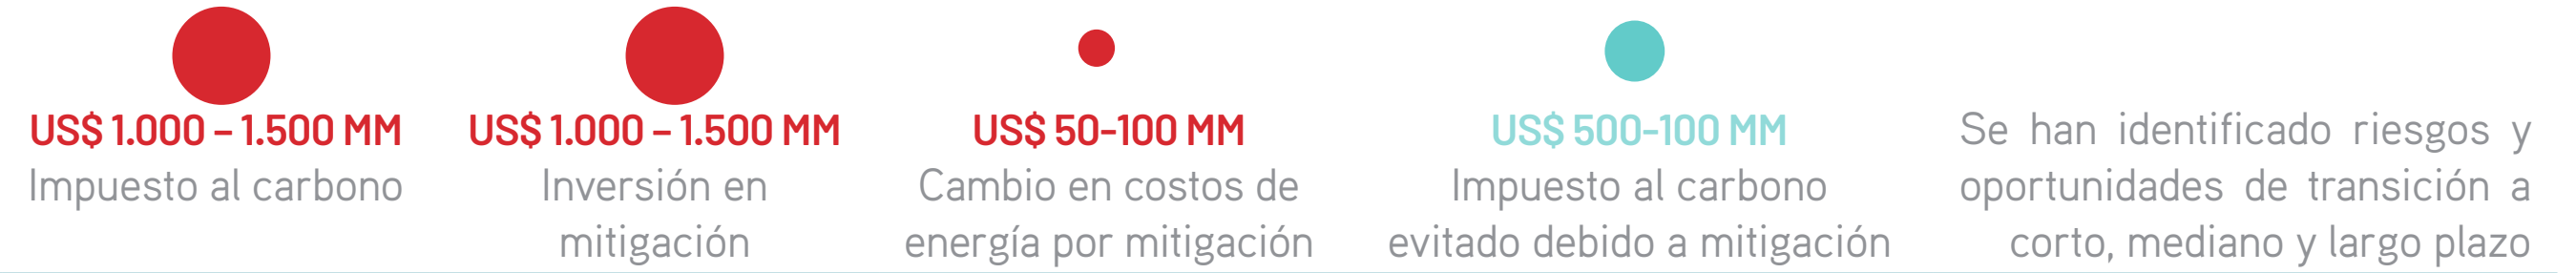 US$ 1.000 – 1.500 MM
Impuesto al carbono
US$ 1.000 – 1.500 MM
Inversión en
mitigación
US$ 50-100 MM
Cambio en costos de
energía por mitigación
US$ 500-100 MM
Impuesto al carbono
evitado debido a mitigación
Se han identificado riesgos y
oportunidades de transición a
corto, mediano y largo plazo